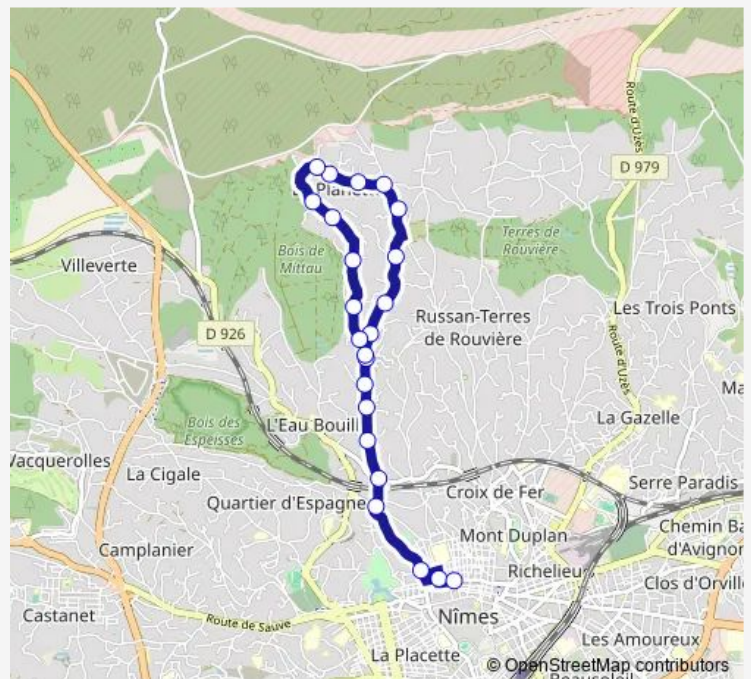 Route d'Uzès
D 979
La Planette
Bois de
Mittau
Terres de
Rouvière
Villeverte
Russan-Terres
de Rouvière
Les Trois Ponts
D 926
Route d'Uzès
Ma
La Gazelle
Bois des
Espeisses
L'Eau Bouill
Vacquerolles
La Cigale
Serre Paradis
Croix de Fer
Quartier d'Espagne
Chemin Ba
d'Avignon
Mont Duplan
Camplanier
Richelieu
Clos d'Orville
Castanet
Route de Sauve
Nîmes
Les Amoureux
La Placette
© OpenStreetMap contributors